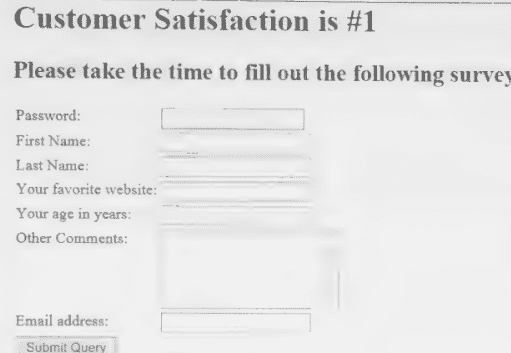 Customer Satisfaction is #1
Please take the time to fill out the following survey
Password:
First Name:
Last Name:
Your favorite website:
Your age in years:
Other Comments:
Email address:
Submit Query